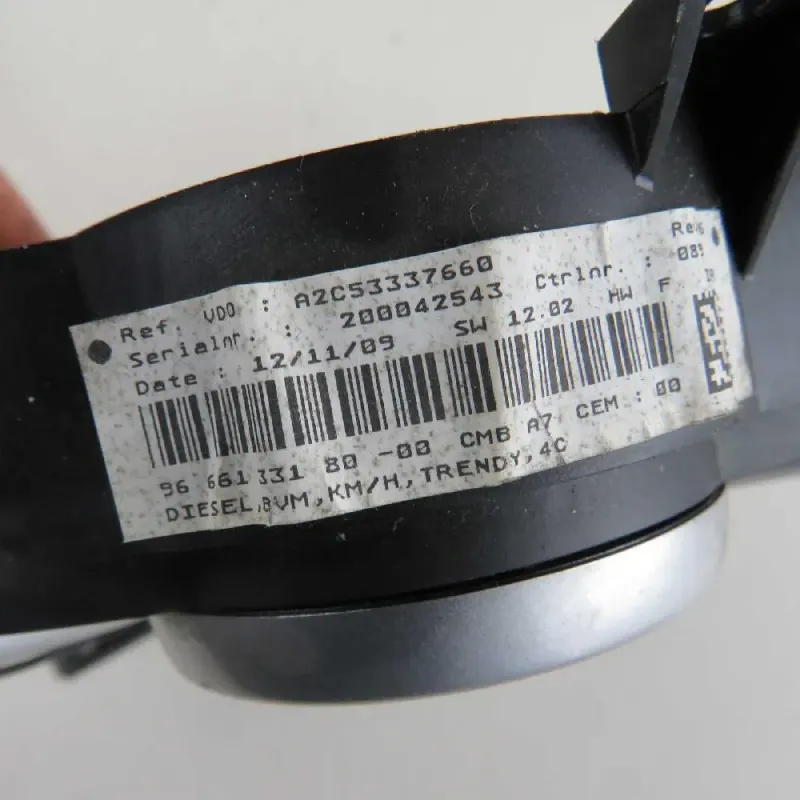 Ref. VDO : A2C53337660
Serialnr. : 200042543 Ctrlnr. : 089
Date : 12/11/09 SW 12.02 HW F
96 661 331 80 -00 CMB A7 CEM : 00
DIESEL,BVM,KM/H,TRENDY,4C